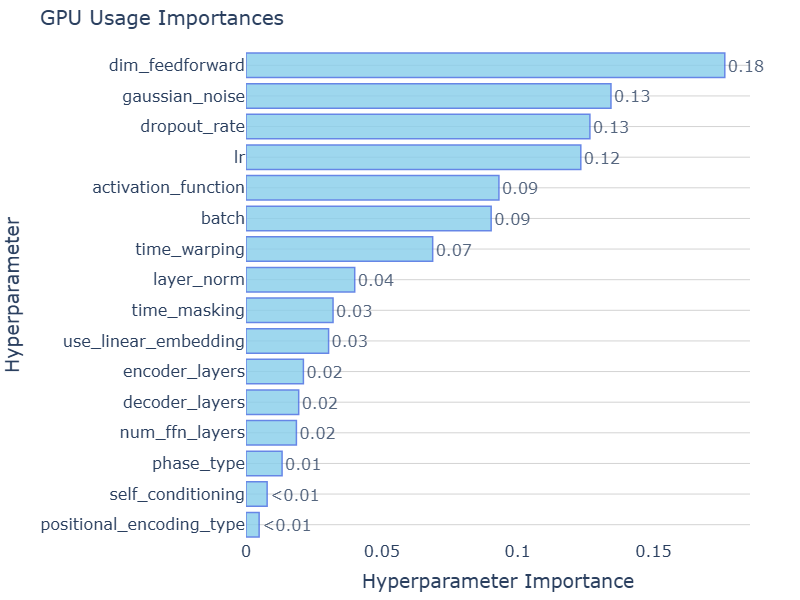 GPU Usage Importances
Hyperparameter
dim_feedforward 0.18
gaussian_noise 0.13
dropout_rate 0.13
lr 0.12
activation_function 0.09
batch 0.09
time_warping 0.07
layer_norm 0.04
time_masking 0.03
use_linear_embedding 0.03
encoder_layers 0.02
decoder_layers 0.02
num_ffn_layers 0.02
phase_type 0.01
self_conditioning <0.01
positional_encoding_type <0.01
0 0.05 0.1 0.15
Hyperparameter Importance